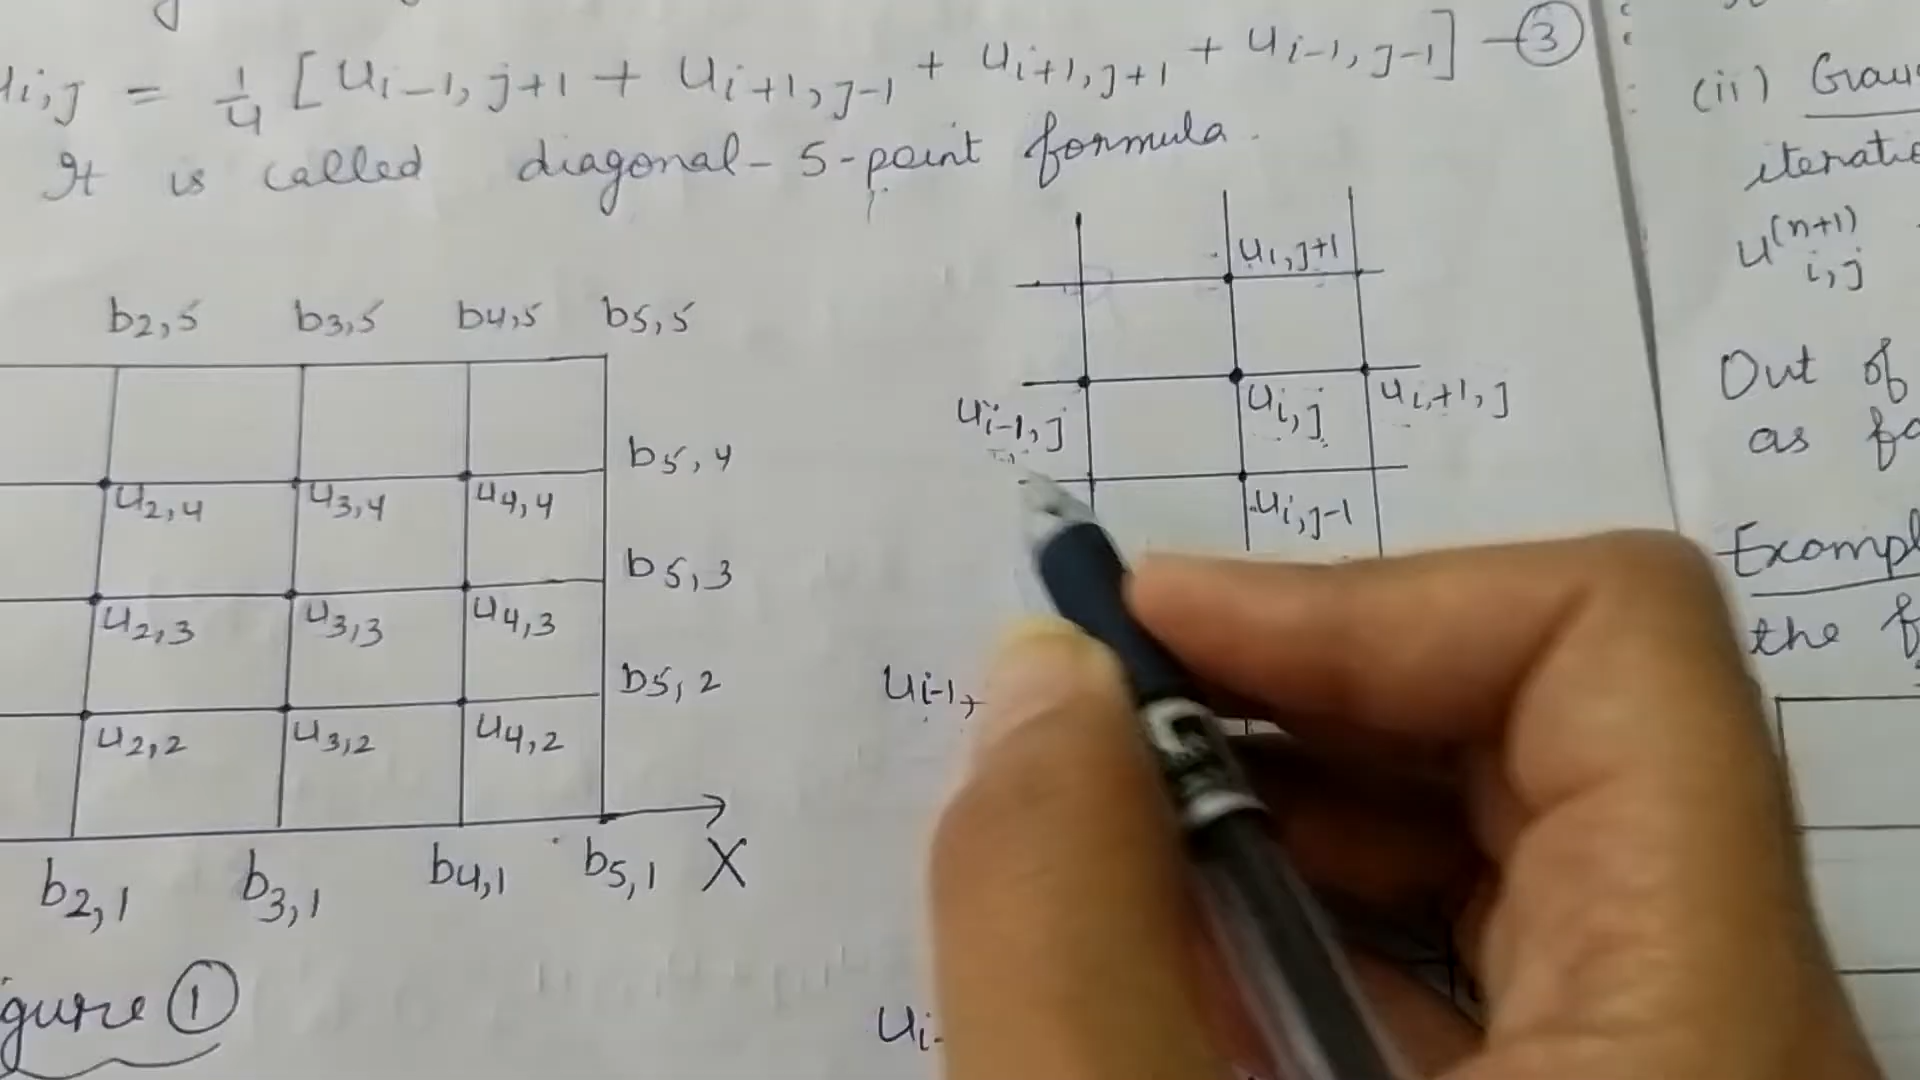 ui,j = 1/4 [ui-1, j+1 + ui+1, j-1 + ui+1, j+1 + ui-1, j-1] - ③
It is called diagonal - 5-point formula.
ui, j+1
ui-1, j ui, j ui,+1, j
ui, j-1
b2,5 b3,5 b4,5 b5,5
b5,4
u2,4 u3,4 u4,4
b5,3
u2,3 u3,3 u4,3
b5,2
u2,2 u3,2 u4,2
b2,1 b3,1 b4,1 b5,1 X
①
ui-1,
ui-
(ii)
u(n+1) i,j
Out of
as
the